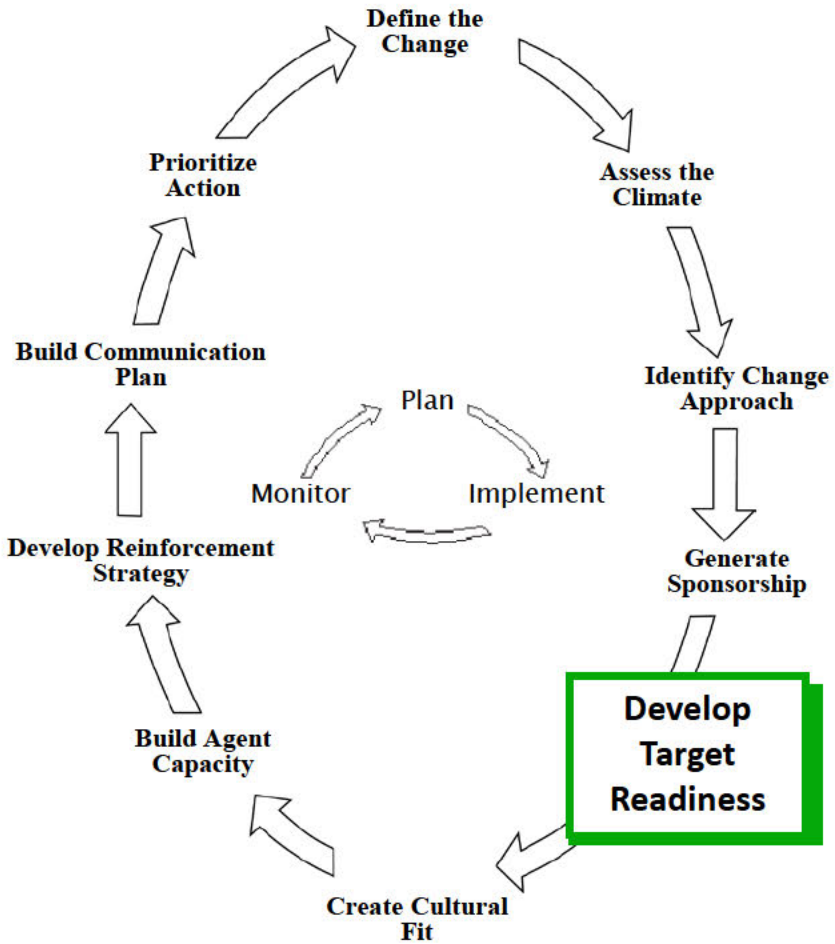 Define the
Change
Assess the
Climate
Identify Change
Approach
Generate
Sponsorship
Develop
Target
Readiness
Create Cultural
Fit
Build Agent
Capacity
Develop Reinforcement
Strategy
Build Communication
Plan
Prioritize
Action
Plan
Implement
Monitor